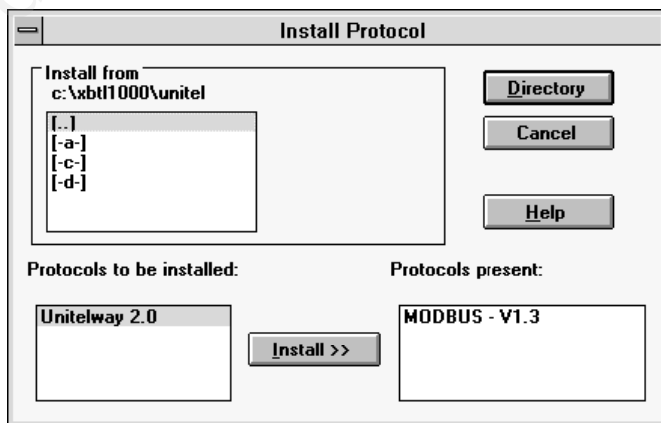 Install Protocol
Install from
c:\xbtl1000\unitel
[..]
[-a-]
[-c-]
[-d-]
Directory
Cancel
Help
Protocols to be installed:
Protocols present:
Unitelway 2.0
Install >>
MODBUS - V1.3